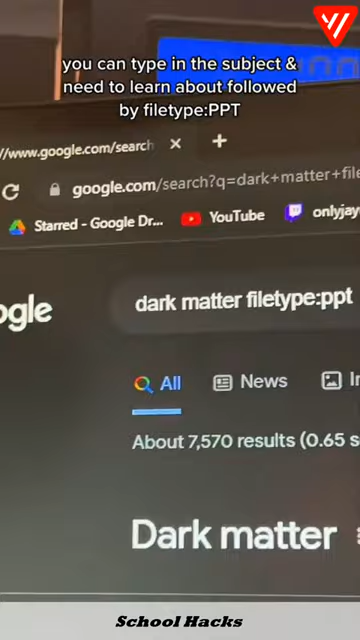 you can type in the subject &
need to learn about followed
by filetype:PPT
//www.google.com/search
google.com/search?q=dark+matter+file
Starred - Google Dr...
YouTube
onlyjay
ogle
dark matter filetype:ppt
All
News
About 7,570 results (0.65 s
Dark matter
School Hacks